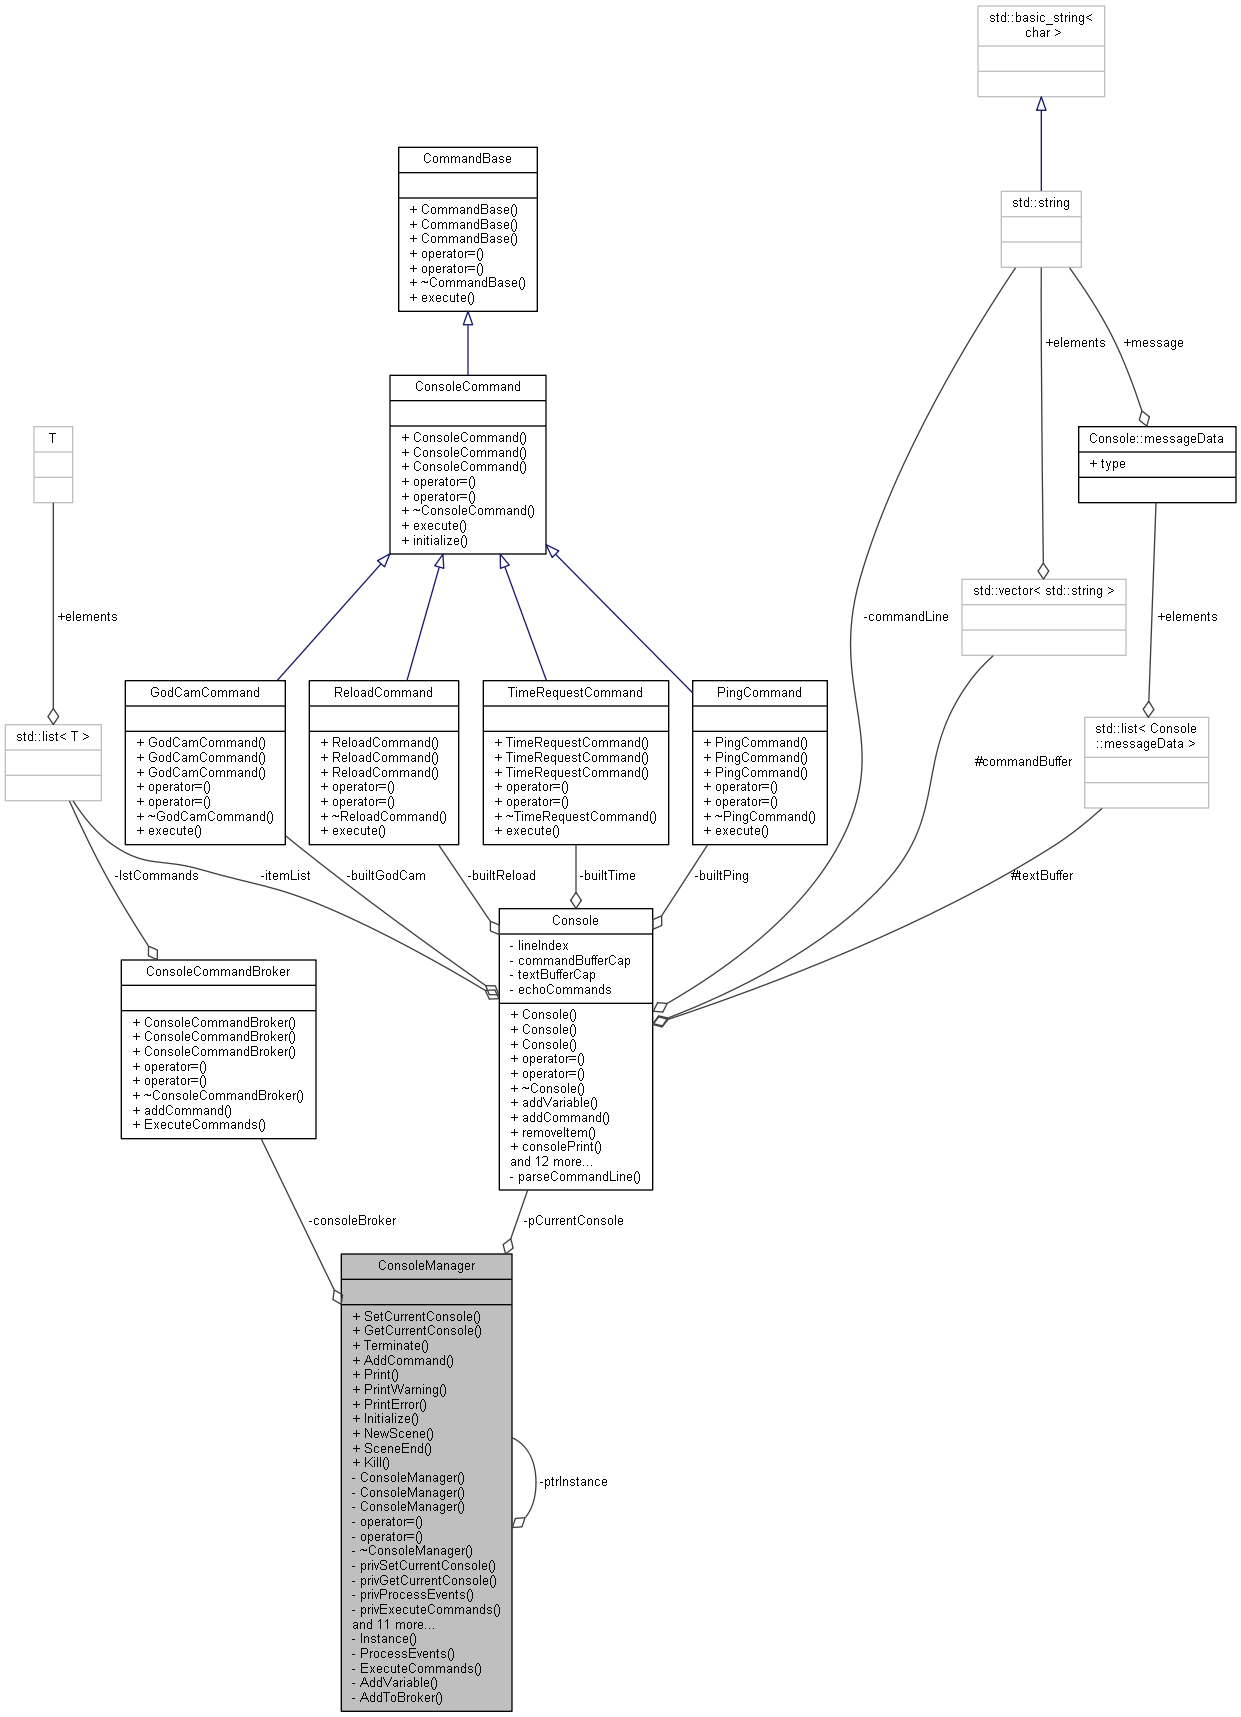 std::basic_string<
char >
std::string
CommandBase
+ CommandBase()
+ CommandBase()
+ CommandBase()
+ operator=()
+ operator=()
+ ~CommandBase()
+ execute()
+elements
+message
ConsoleCommand
+ ConsoleCommand()
+ ConsoleCommand()
+ ConsoleCommand()
+ operator=()
+ operator=()
+ ~ConsoleCommand()
+ execute()
+ initialize()
T
Console::messageData
+ type
std::vector< std::string >
+elements
-commandLine
+elements
GodCamCommand
+ GodCamCommand()
+ GodCamCommand()
+ GodCamCommand()
+ operator=()
+ operator=()
+ ~GodCamCommand()
+ execute()
ReloadCommand
+ ReloadCommand()
+ ReloadCommand()
+ ReloadCommand()
+ operator=()
+ operator=()
+ ~ReloadCommand()
+ execute()
TimeRequestCommand
+ TimeRequestCommand()
+ TimeRequestCommand()
+ TimeRequestCommand()
+ operator=()
+ operator=()
+ ~TimeRequestCommand()
+ execute()
PingCommand
+ PingCommand()
+ PingCommand()
+ PingCommand()
+ operator=()
+ operator=()
+ ~PingCommand()
+ execute()
std::list< T >
std::list< Console
::messageData >
#commandBuffer
-lstCommands
-itemList
-builtGodCam
-builtReload
-builtTime
-builtPing
#textBuffer
Console
- lineIndex
- commandBufferCap
- textBufferCap
- echoCommands
+ Console()
+ Console()
+ Console()
+ operator=()
+ operator=()
+ ~Console()
+ addVariable()
+ addCommand()
+ removeItem()
+ consolePrint()
and 12 more...
- parseCommandLine()
ConsoleCommandBroker
+ ConsoleCommandBroker()
+ ConsoleCommandBroker()
+ ConsoleCommandBroker()
+ operator=()
+ operator=()
+ ~ConsoleCommandBroker()
+ addCommand()
+ ExecuteCommands()
-consoleBroker
-pCurrentConsole
ConsoleManager
+ SetCurrentConsole()
+ GetCurrentConsole()
+ Terminate()
+ AddCommand()
+ Print()
+ PrintWarning()
+ PrintError()
+ Initialize()
+ NewScene()
+ SceneEnd()
+ Kill()
- ConsoleManager()
- ConsoleManager()
- ConsoleManager()
- operator=()
- operator=()
- ~ConsoleManager()
- privSetCurrentConsole()
- privGetCurrentConsole()
- privProcessEvents()
- privExecuteCommands()
and 11 more...
- Instance()
- ProcessEvents()
- ExecuteCommands()
- AddVariable()
- AddToBroker()
-ptrInstance